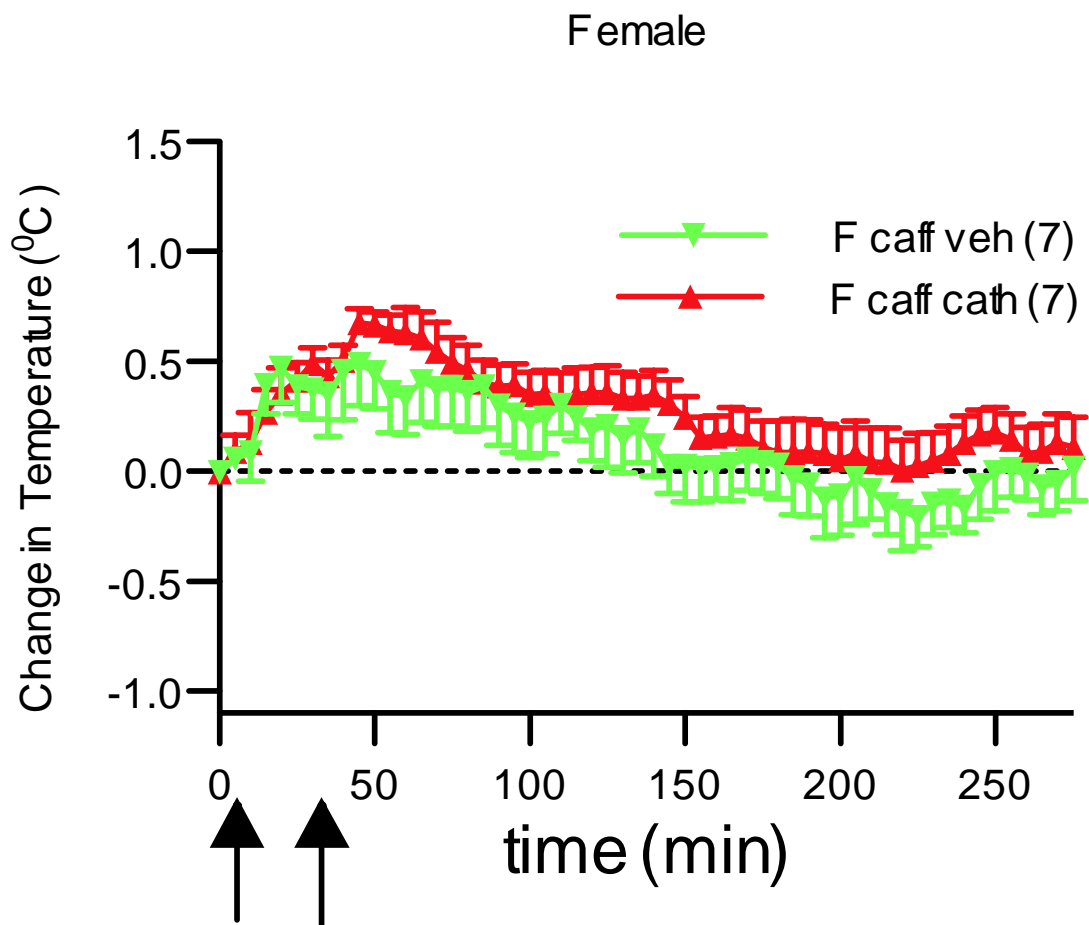 Female
Change in Temperature (⁰C)
1.5
1.0
0.5
0.0
-0.5
-1.0
F caff veh (7)
F caff cath (7)
0 50 100 150 200 250
time (min)